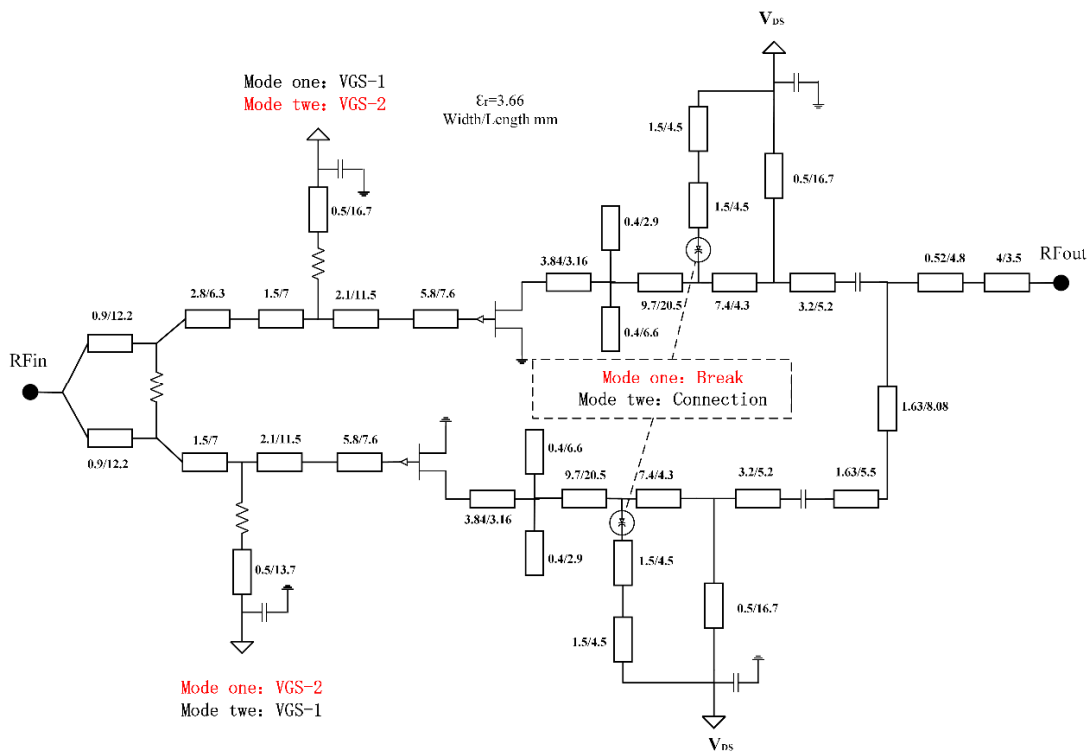 V_DS
Mode one: VGS-1
Mode twe: VGS-2
εr=3.66
Width/Length mm
1.5/4.5
0.5/16.7
0.5/16.7
1.5/4.5
0.4/2.9
3.84/3.16
RFout
0.52/4.8
4/3.5
2.8/6.3
1.5/7
2.1/11.5
5.8/7.6
9.7/20.5
7.4/4.3
3.2/5.2
0.9/12.2
0.4/6.6
RFin
Mode one: Break
Mode twe: Connection
1.63/8.08
0.9/12.2
1.5/7
2.1/11.5
5.8/7.6
0.4/6.6
9.7/20.5
7.4/4.3
3.2/5.2
1.63/5.5
3.84/3.16
0.4/2.9
1.5/4.5
0.5/13.7
0.5/16.7
1.5/4.5
Mode one: VGS-2
Mode twe: VGS-1
V_DS